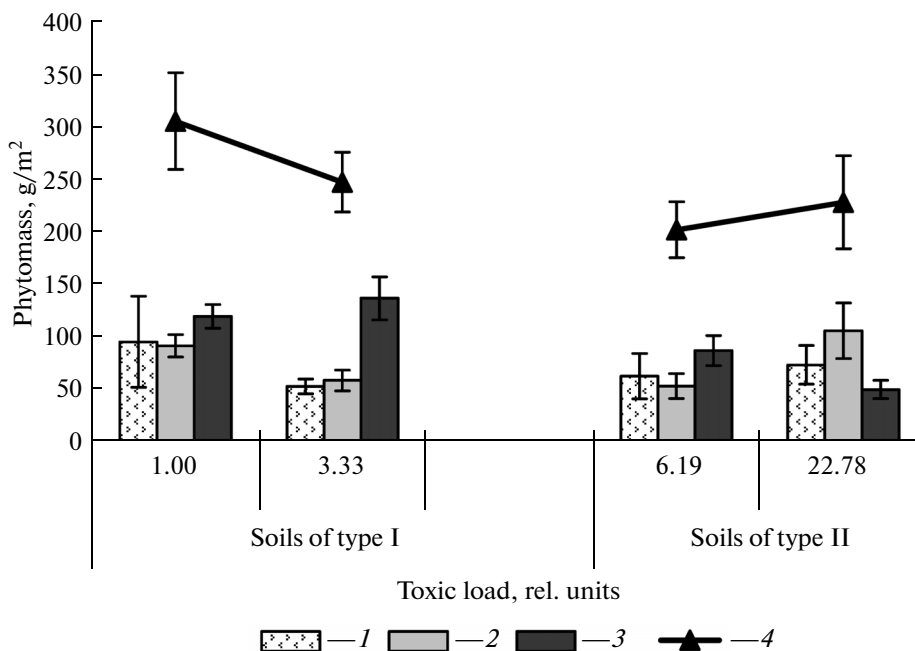 400
350
300
250
200
150
100
50
0
Phytomass, g/m²
1.00 3.33 6.19 22.78
Soils of type I Soils of type II
Toxic load, rel. units
—1 —2 —3 —4